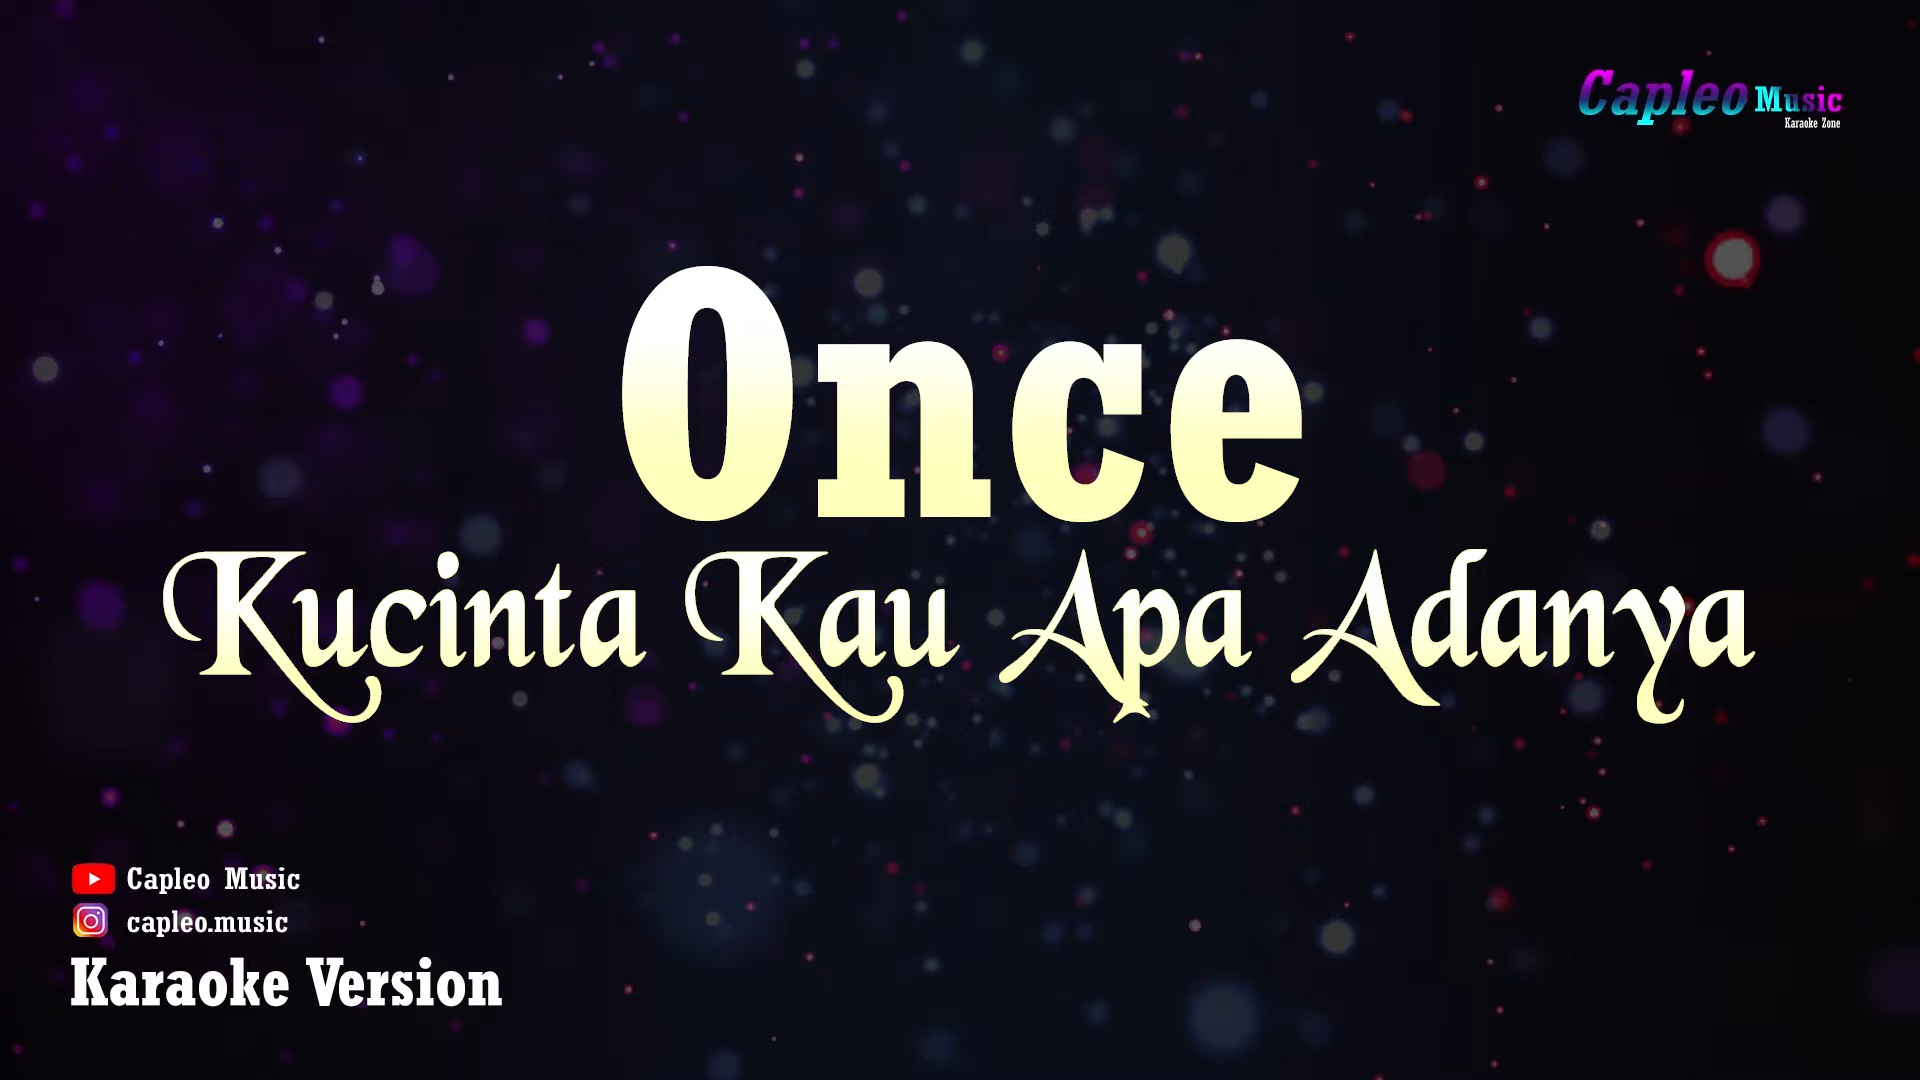 Capleo Music
Karaoke Zone
Once
Kucinta Kau Apa Adanya
Capleo Music
capleo.music
Karaoke Version